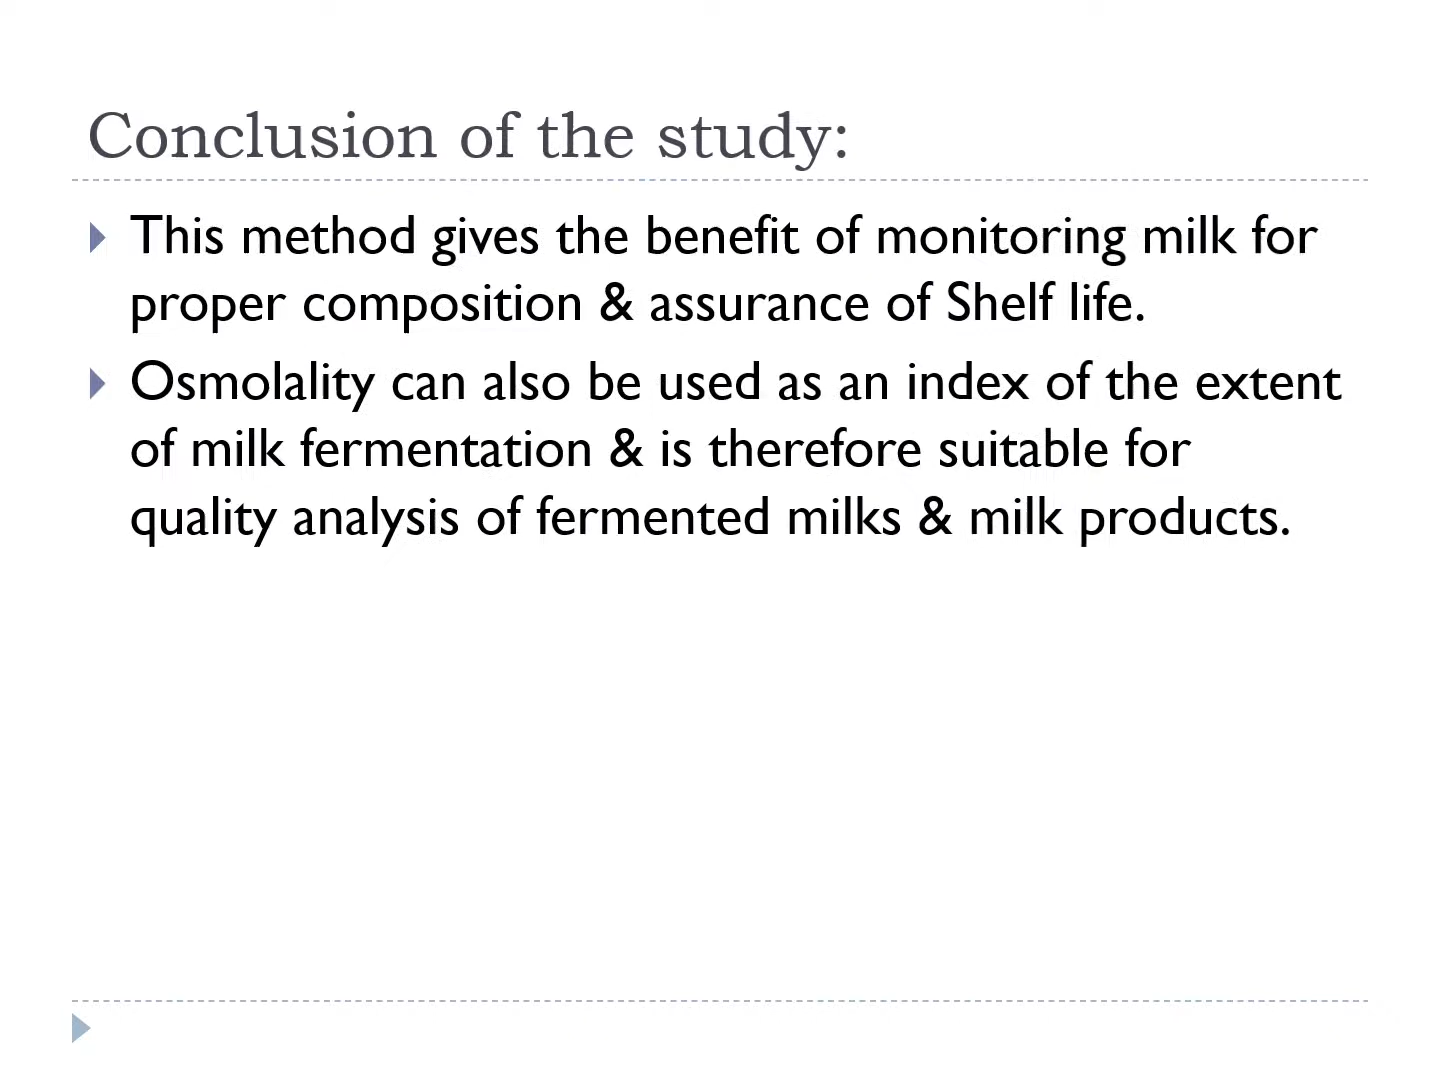 Conclusion of the study:
This method gives the benefit of monitoring milk for
proper composition & assurance of Shelf life.
Osmolality can also be used as an index of the extent
of milk fermentation & is therefore suitable for
quality analysis of fermented milks & milk products.